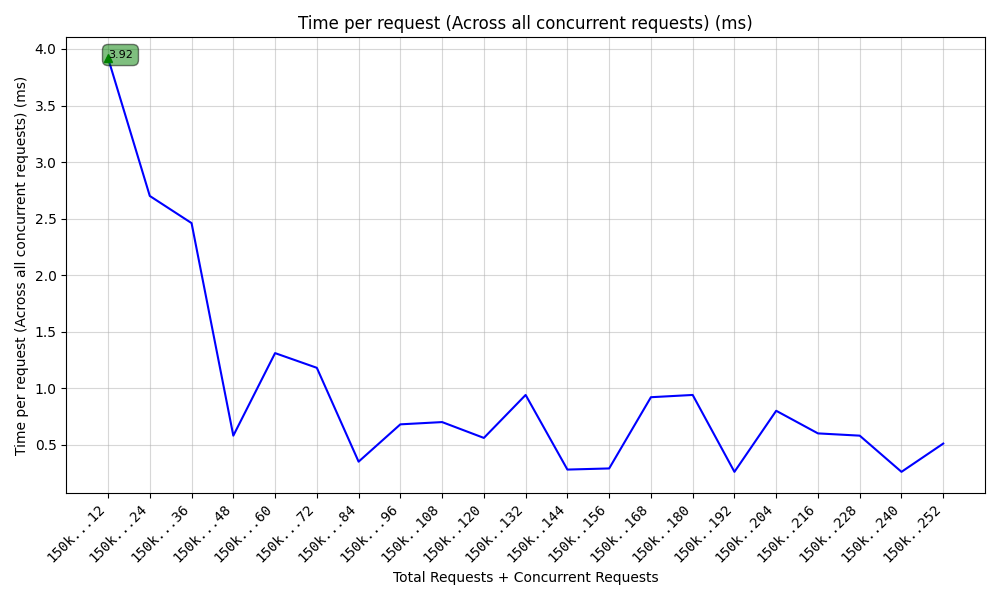 Time per request (Across all concurrent requests) (ms)
Time per request (Across all concurrent requests) (ms)
4.0
3.5
3.0
2.5
2.0
1.5
1.0
0.5
3.92
150k...12
150k...24
150k...36
150k...48
150k...60
150k...72
150k...84
150k...96
150k..108
150k..120
150k..132
150k..144
150k..156
150k..168
150k..180
150k..192
150k..204
150k..216
150k..228
150k..240
150k..252
Total Requests + Concurrent Requests